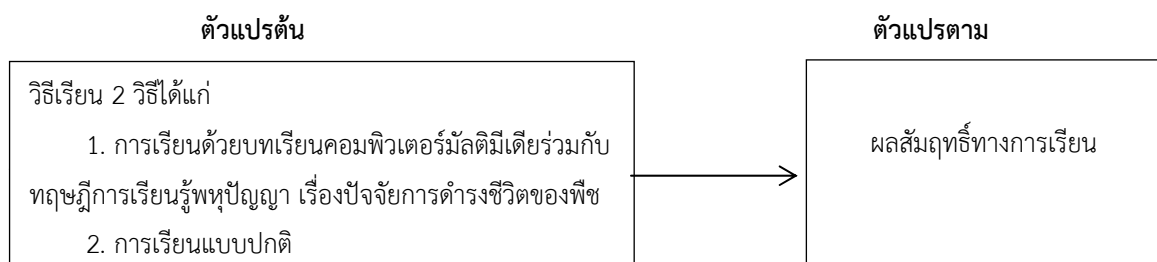 ตัวแปรต้น
ตัวแปรตาม
วิธีเรียน 2 วิธีได้แก่
1. การเรียนด้วยบทเรียนคอมพิวเตอร์มัลติมีเดียร่วมกับ
ทฤษฎีการเรียนรู้พหุปัญญา เรื่องปัจจัยการดำรงชีวิตของพืช
2. การเรียนแบบปกติ
ผลสัมฤทธิ์ทางการเรียน